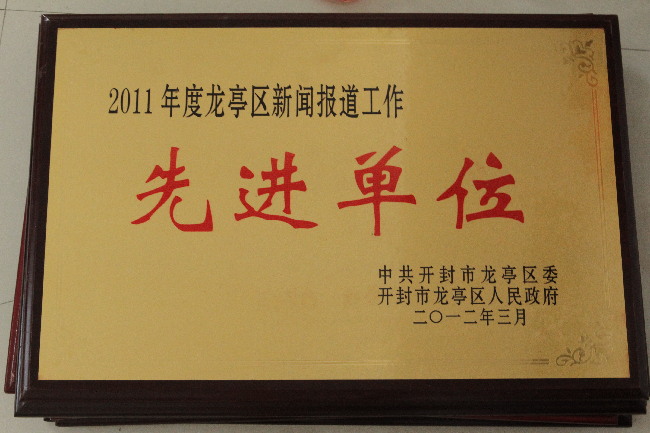 2011年度龙亭区新闻报道工作
先进单位
中共开封市龙亭区委
开封市龙亭区人民政府
二〇一二年三月